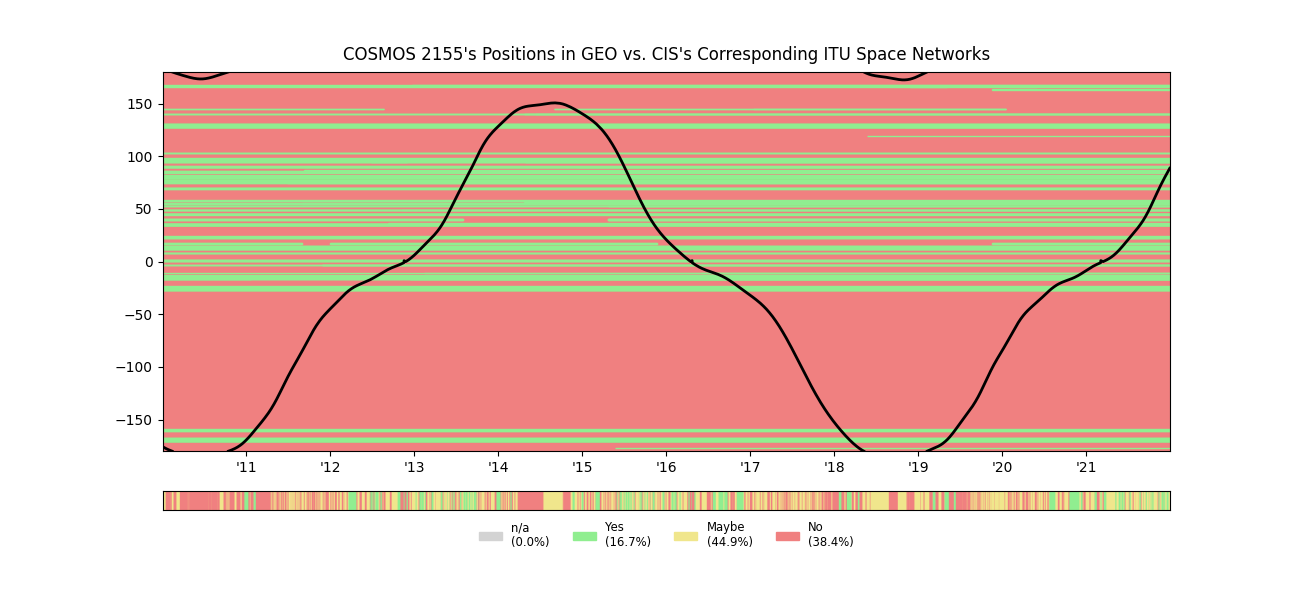 COSMOS 2155's Positions in GEO vs. CIS's Corresponding ITU Space Networks
150
100
50
0
−50
−100
−150
'11 '12 '13 '14 '15 '16 '17 '18 '19 '20 '21
n/a Yes Maybe No
(0.0%) (16.7%) (44.9%) (38.4%)